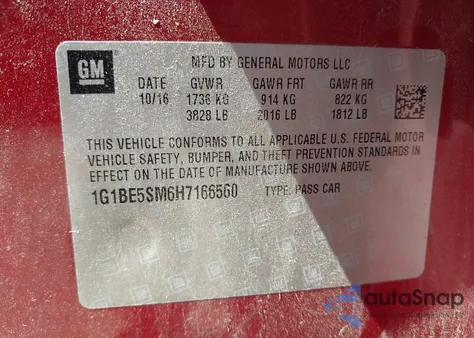 GM
MFD BY GENERAL MOTORS LLC
DATE GVWR GAWR FRT GAWR RR
10/16 1736 KG 914 KG 822 KG
3828 LB 2016 LB 1812 LB
THIS VEHICLE CONFORMS TO ALL APPLICABLE U.S. FEDERAL MOTOR
VEHICLE SAFETY, BUMPER, AND THEFT PREVENTION STANDARDS IN
EFFECT ON THE DATE OF MANUFACTURE SHOWN ABOVE.
1G1BE5SM6H7166560 TYPE: PASS CAR
autoSnap